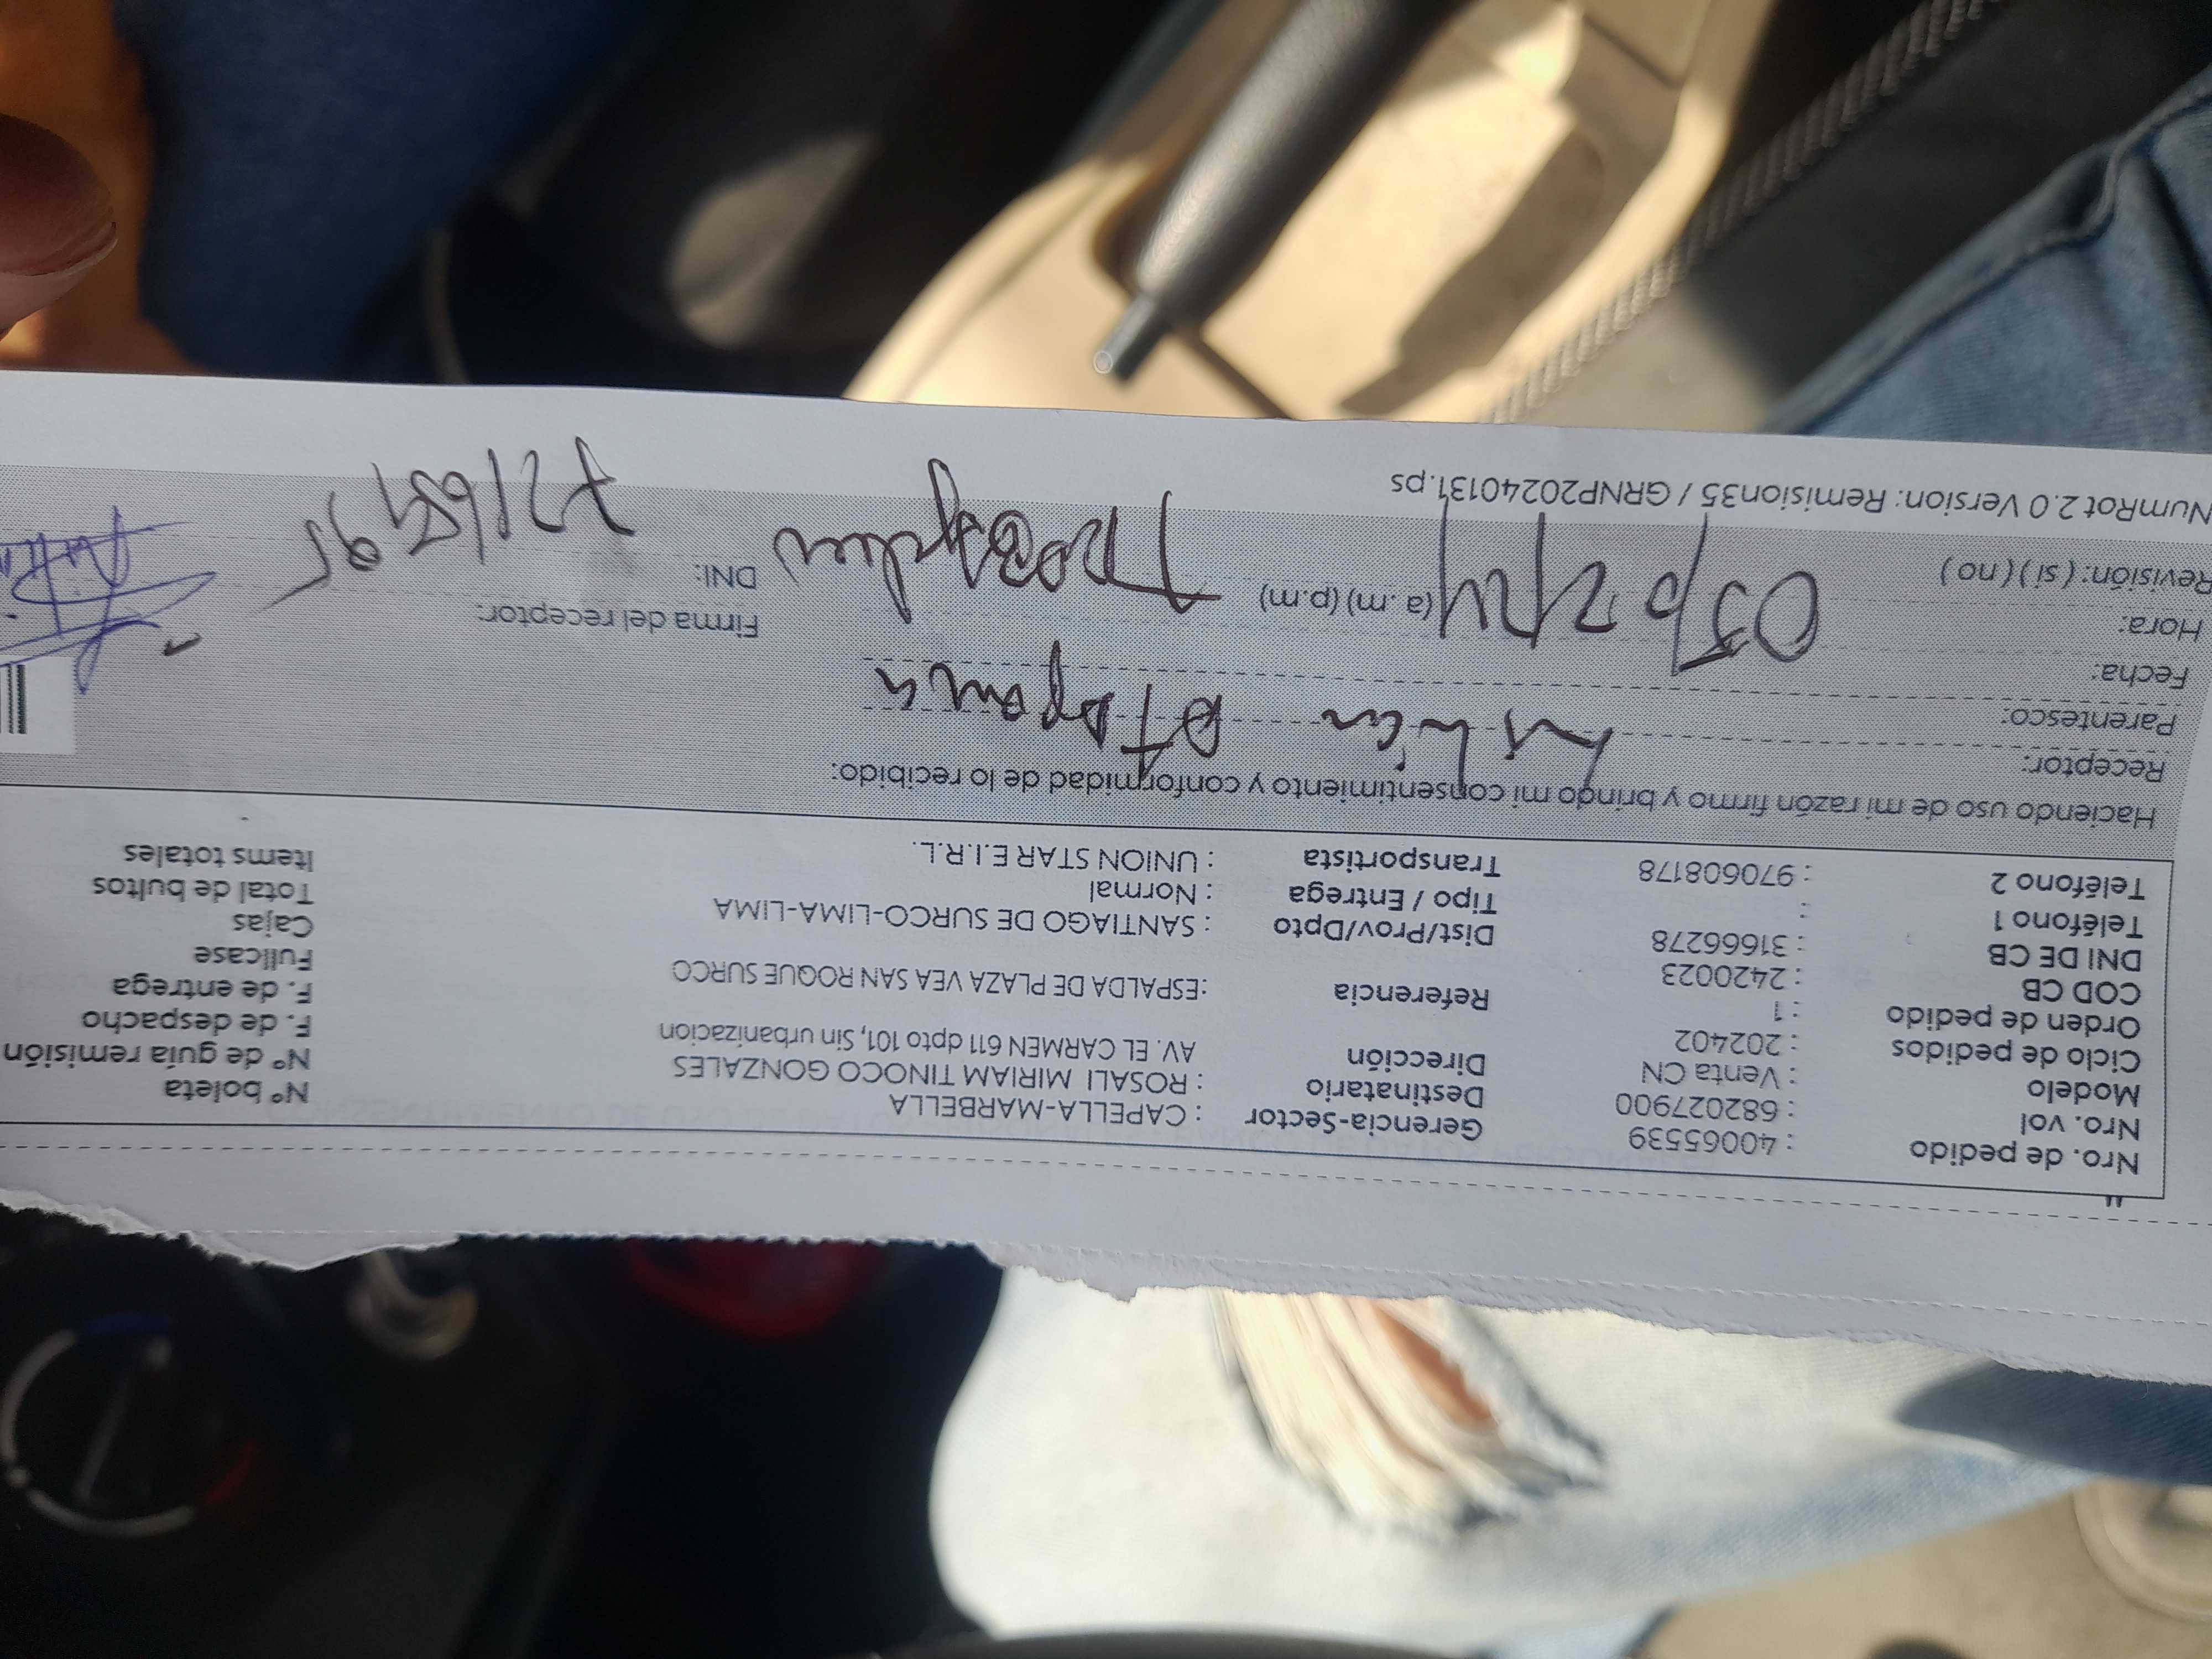 Nro. de pedido : 40065539 Gerencia-Sector : CAPELLA-MARBELLA Nº boleta
Nro. vol : 682027900 Destinatario : ROSALI MIRIAM TINOCO GONZALES Nº de guía remisión
Modelo : Venta CN Dirección AV. EL CARMEN 611 dpto 101, Sin urbanizacion F. de despacho
Ciclo de pedidos : 202402 F. de entrega
Orden de pedido : 1 Referencia :ESPALDA DE PLAZA VEA SAN ROQUE SURCO Fullcase
COD CB : 2420023 Cajas
DNI DE CB : 31666278 Dist/Prov/Dpto : SANTIAGO DE SURCO-LIMA-LIMA Total de bultos
Teléfono 1 : Tipo / Entrega : Normal Items totales
Teléfono 2 : 970608178 Transportista : UNION STAR E.I.R.L.
Haciendo uso de mi razón firmo y brindo mi consentimiento y conformidad de lo recibido:
Receptor:
Parentesco:
Fecha: 05/02/24
Hora: (a .m) (p.m) Firma del receptor:
Revisión: ( si ) ( no ) DNI:
NumRot 2.0 Version: Remision35 / GRNP20240131.ps